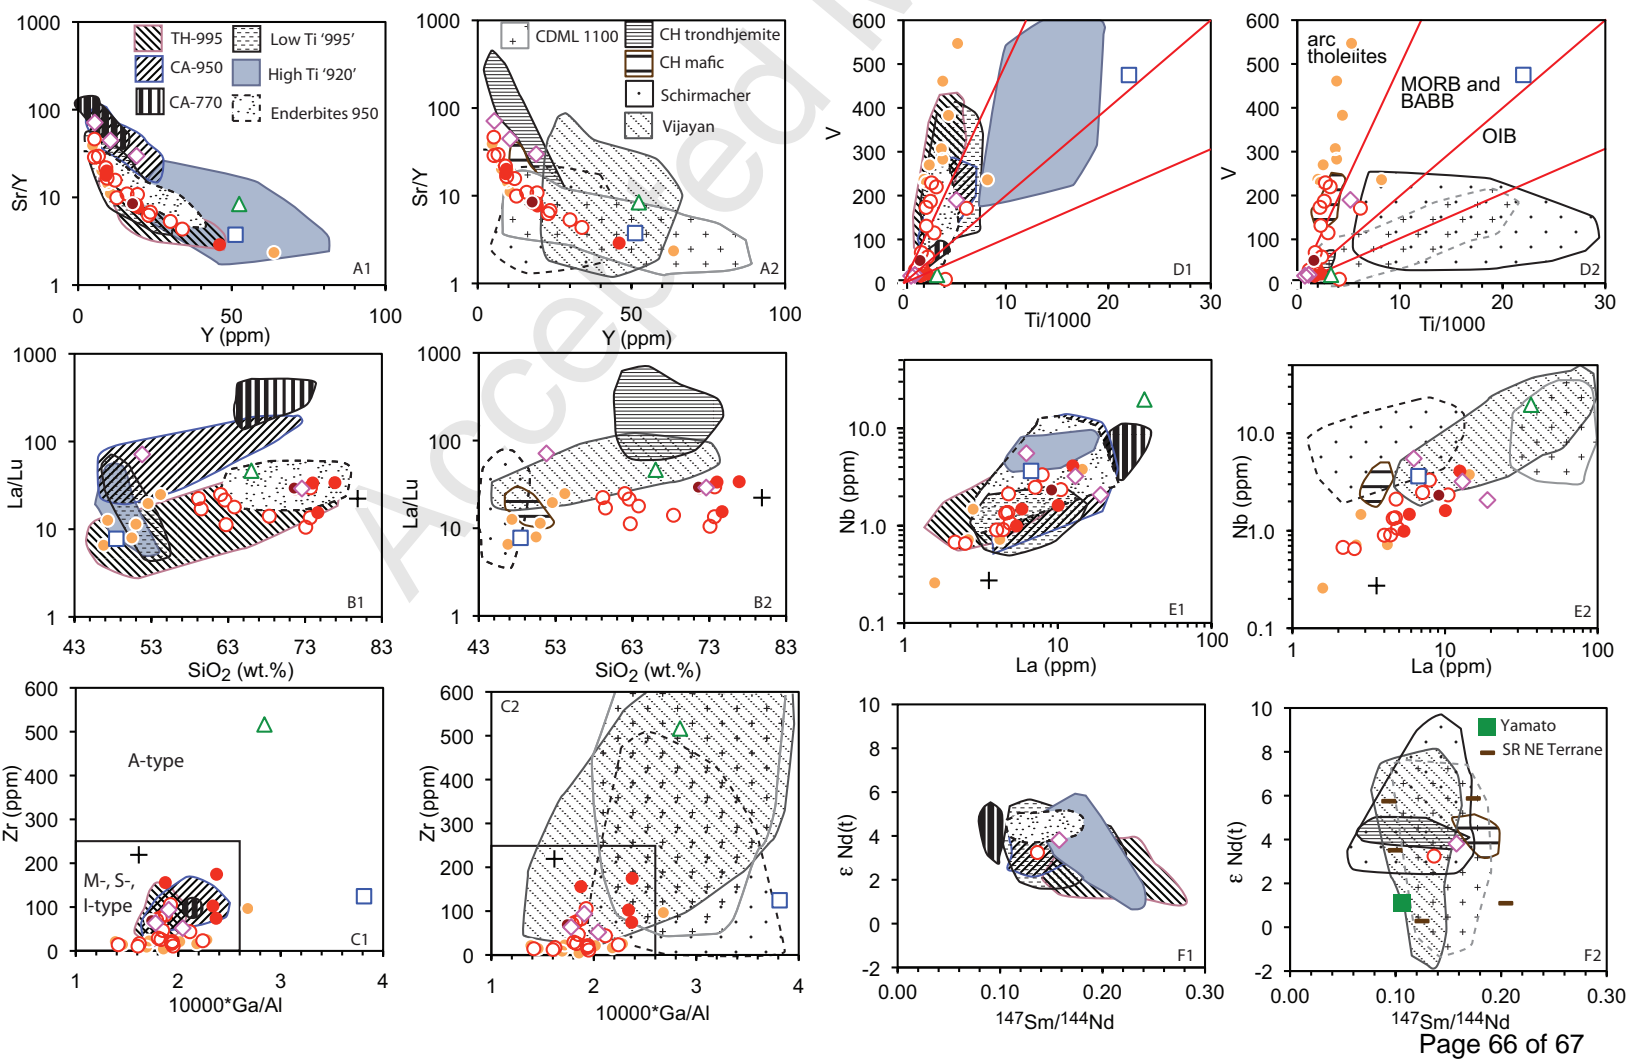 1000
100
10
1
Sr/Y
TH-995
CA-950
CA-770
Low Ti '995'
High Ti '920'
Enderbites 950
A1
0
50
100
Y (ppm)
1000
100
10
1
Sr/Y
CDML 1100
CH trondhjemite
CH mafic
Schirmacher
Vijayan
A2
0
50
100
Y (ppm)
600
500
400
300
200
100
0
V
D1
0
10
20
30
Ti/1000
600
500
400
300
200
100
0
V
arc
tholeiites
MORB and
BABB
OIB
D2
0
10
20
30
Ti/1000
1000
100
10
1
La/Lu
B1
43
53
63
73
83
SiO2 (wt.%)
1000
100
10
1
La/Lu
B2
43
53
63
73
83
SiO2 (wt.%)
10.0
1.0
0.1
Nb (ppm)
E1
1
10
100
La (ppm)
10.0
1.0
0.1
Nb (ppm)
E2
1
10
100
La (ppm)
600
500
400
300
200
100
0
Zr (ppm)
A-type
M-, S-,
I-type
C1
1
2
3
4
10000*Ga/Al
600
500
400
300
200
100
0
Zr (ppm)
C2
1
2
3
4
10000*Ga/Al
10
8
6
4
2
0
-2
ε Nd(t)
F1
0.00
0.10
0.20
0.30
147Sm/144Nd
10
8
6
4
2
0
-2
ε Nd(t)
Yamato
SR NE Terrane
F2
0.00
0.10
0.20
0.30
147Sm/144Nd
Page 66 of 67
Accepted M